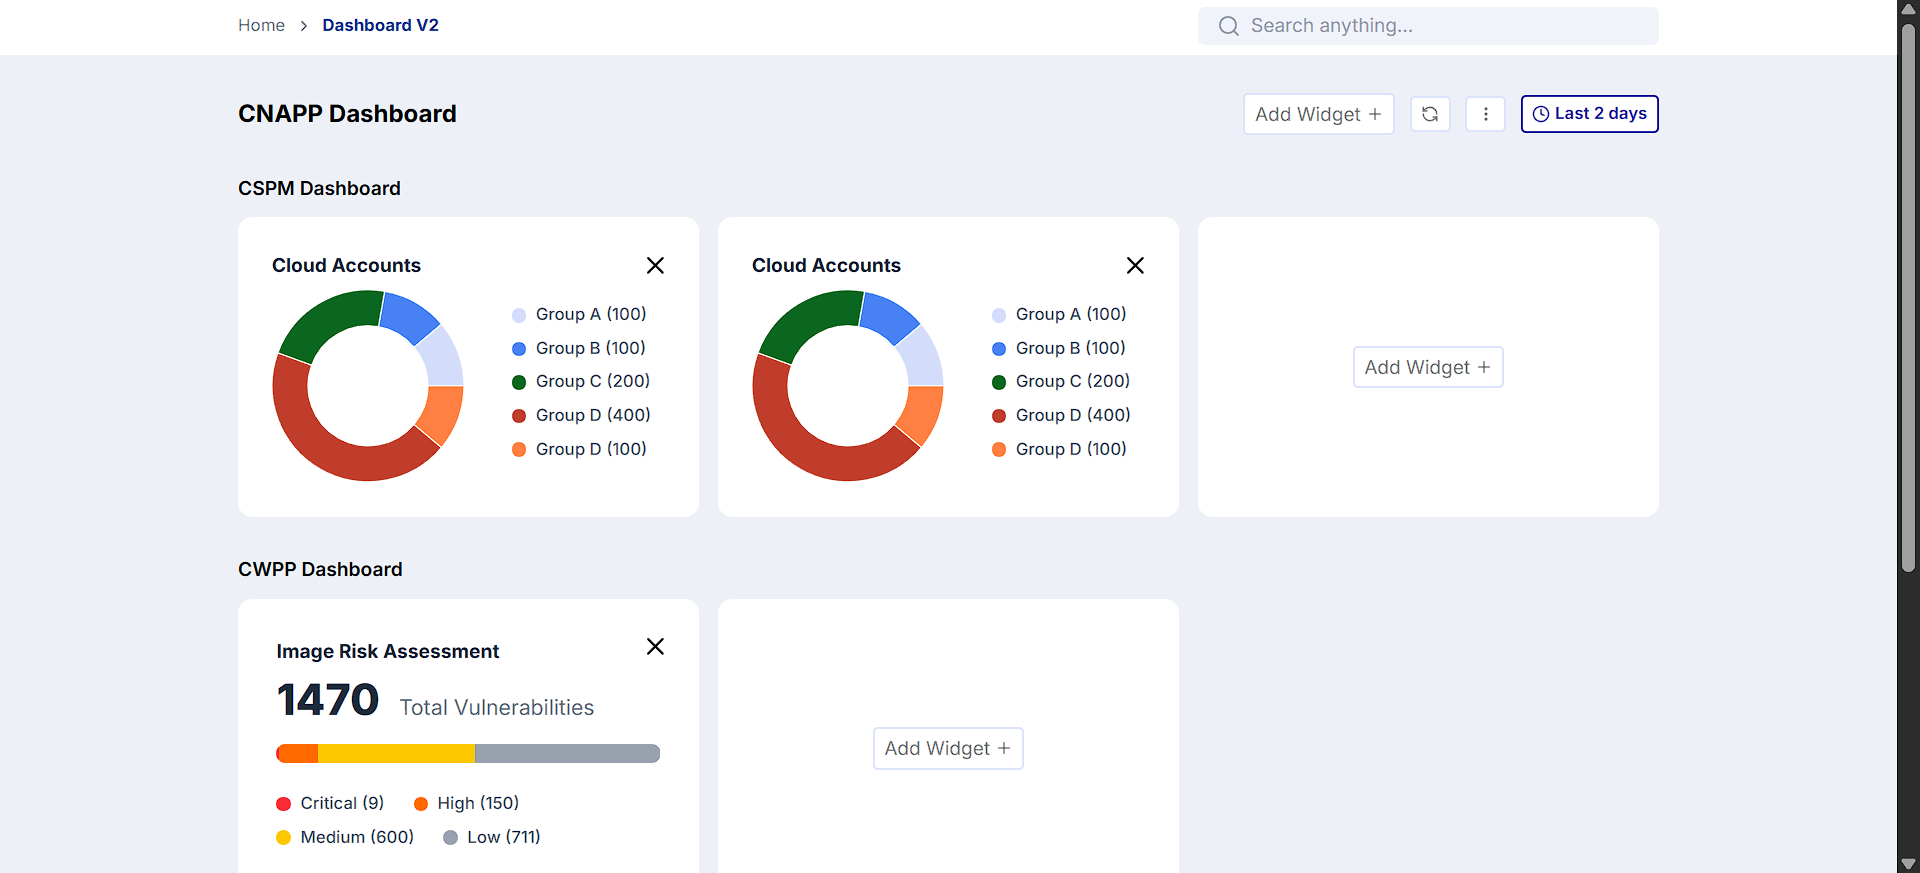 Home > Dashboard V2
Search anything...
CNAPP Dashboard
Add Widget +
Last 2 days
CSPM Dashboard
Cloud Accounts
Group A (100)
Group B (100)
Group C (200)
Group D (400)
Group D (100)
Cloud Accounts
Group A (100)
Group B (100)
Group C (200)
Group D (400)
Group D (100)
Add Widget +
CWPP Dashboard
Image Risk Assessment
1470 Total Vulnerabilities
Critical (9) High (150)
Medium (600) Low (711)
Add Widget +